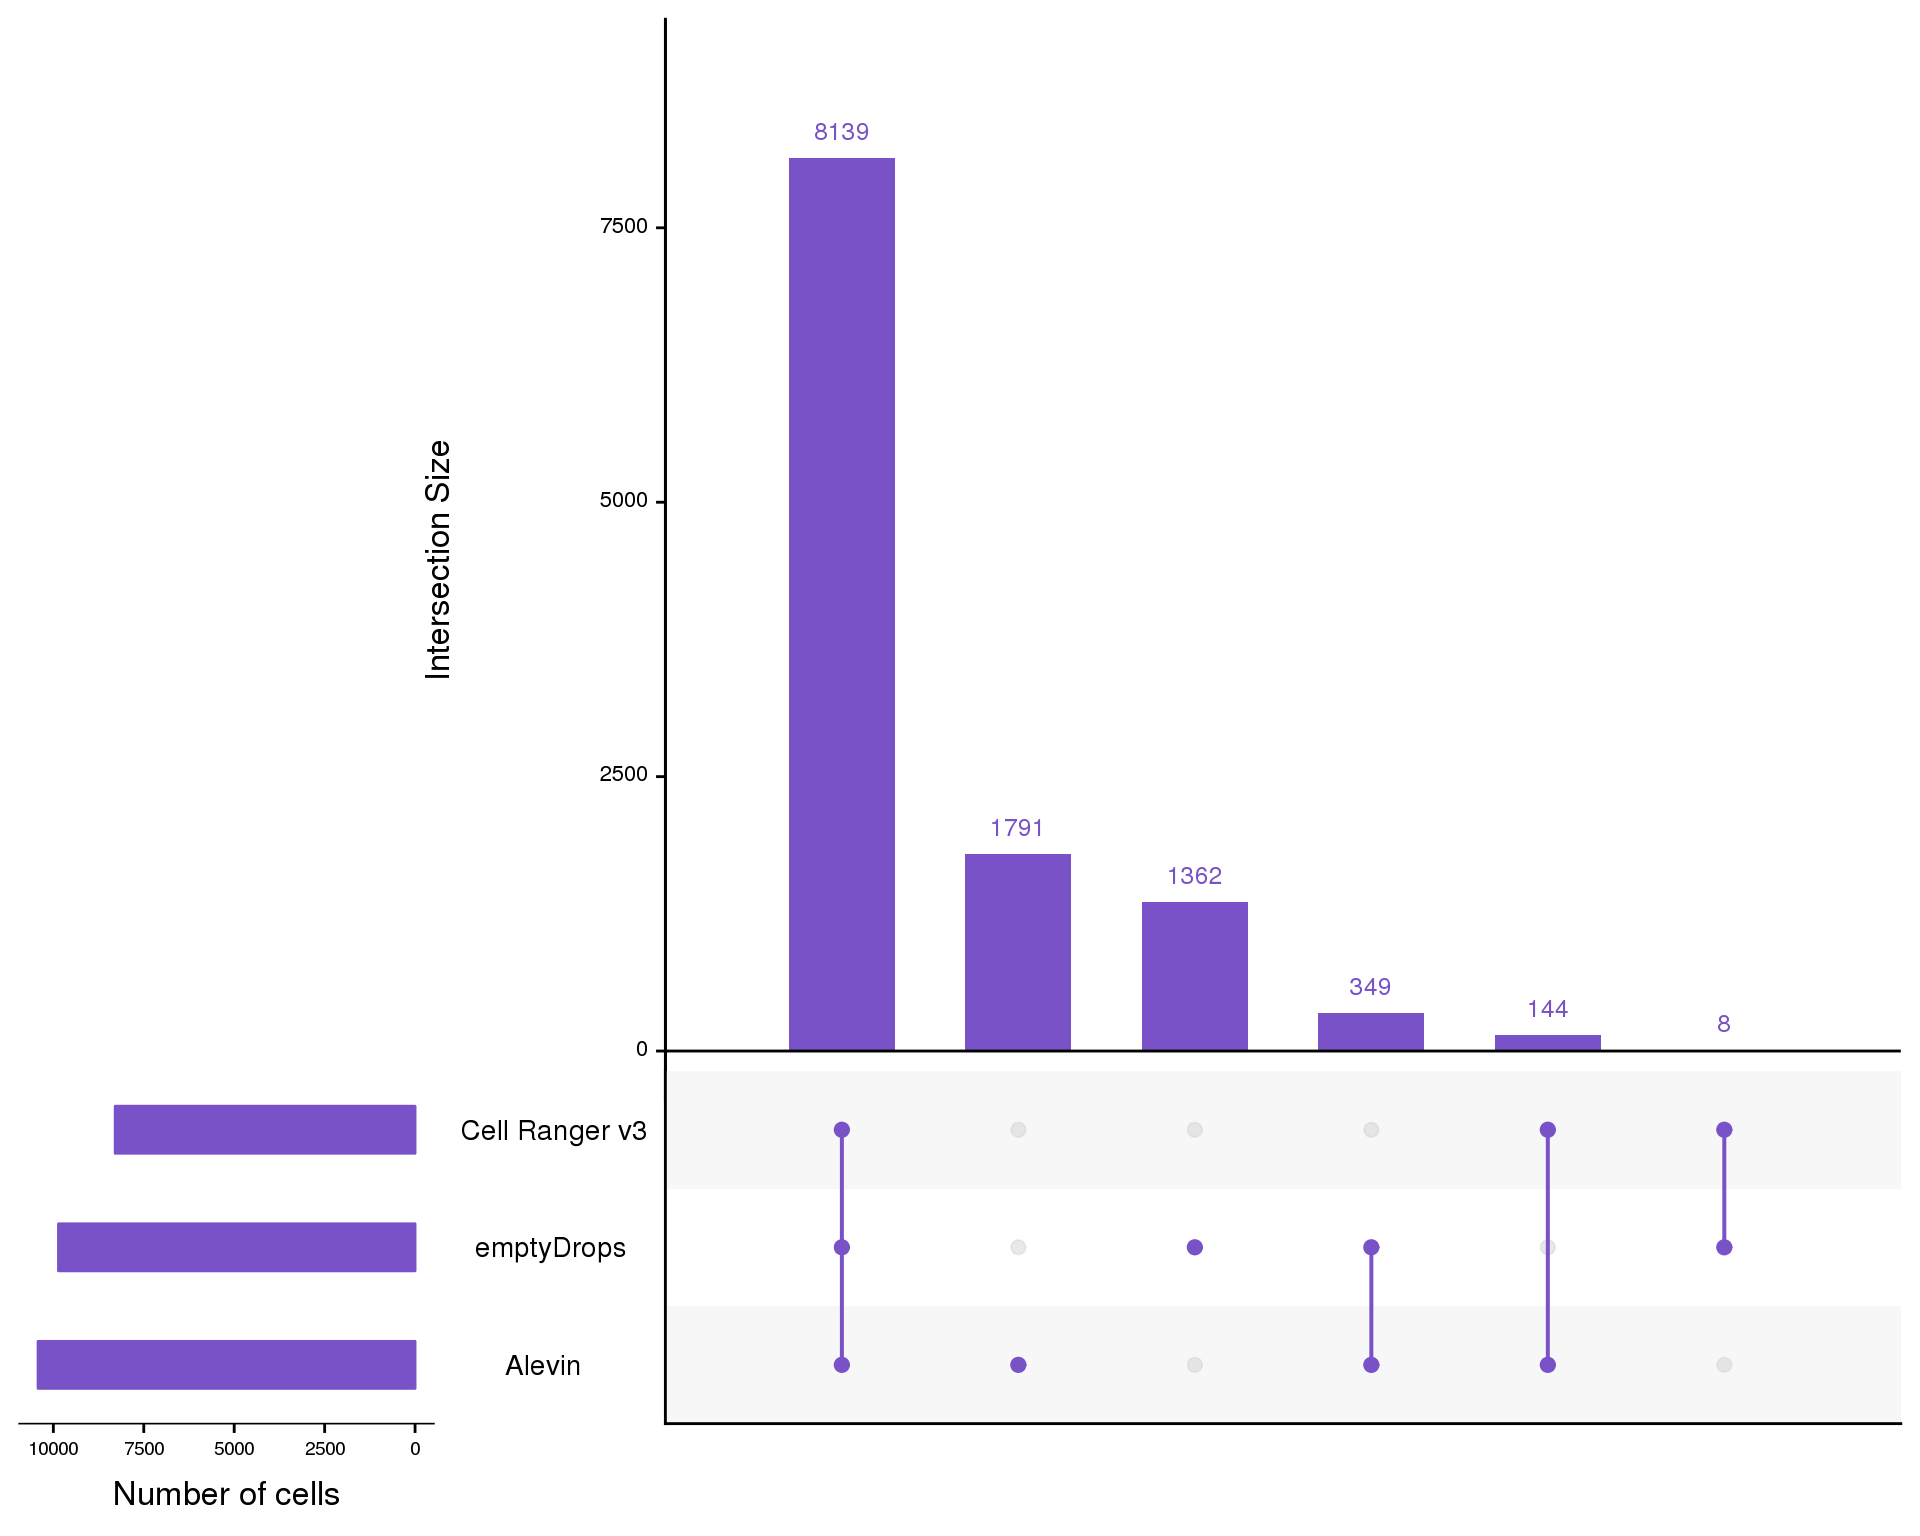 8139
7500
5000
2500
0
Intersection Size
1791
1362
349
144
8
Cell Ranger v3
emptyDrops
Alevin
10000 7500 5000 2500 0
Number of cells